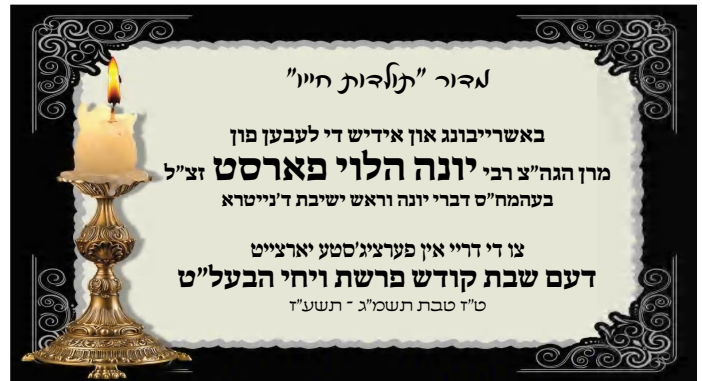 מדור "תולדות חייו"
באשרייבונג און אידיש די לעבען פון
מרן הגה"צ רבי יונה הלוי פארסט זצ"ל
בעהמח"ס דברי יונה וראש ישיבת ד'נייטרא
צו די דריי אין פערציג'סטע יארצייט
דעם שבת קודש פרשת ויחי הבעל"ט
ט"ז טבת תשמ"ג - תשע"ז